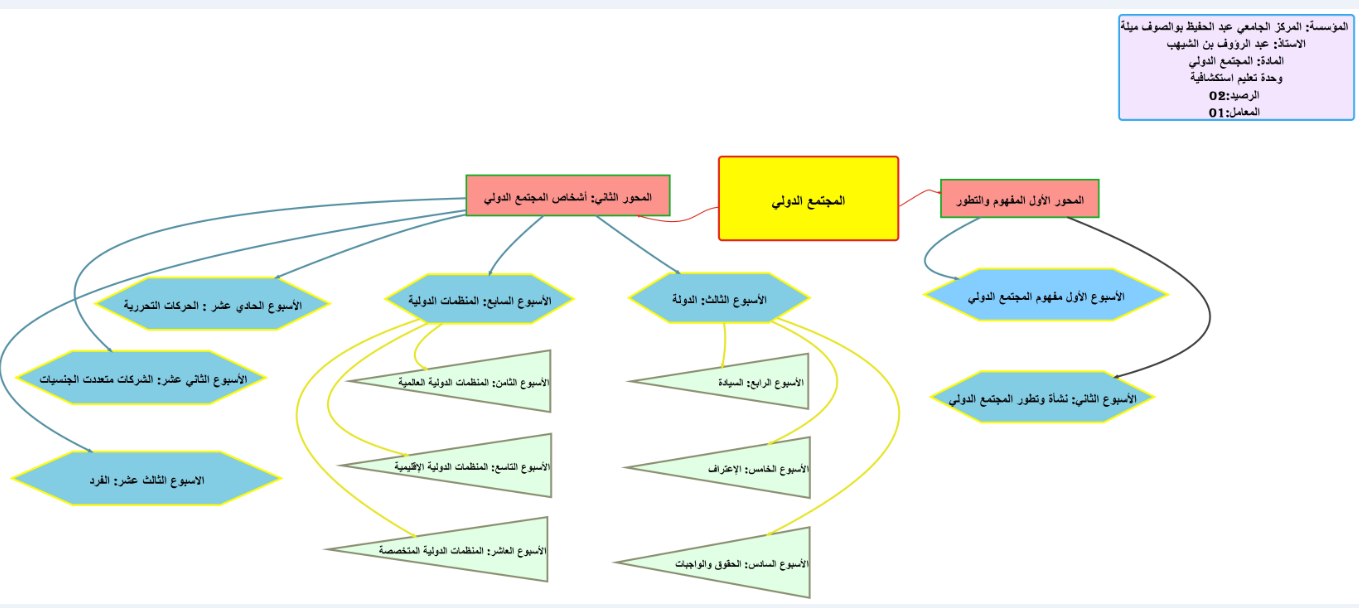 المؤسسة: المركز الجامعي عبد الحفيظ بوالصوف ميلة
الاستاذ: عبد الرؤوف بن الشيهب
المادة: المجتمع الدولي
وحدة تعليم استكشافية
الرصيد:02
المعامل:01
المجتمع الدولي
المحور الأول المفهوم والتطور
الأسبوع الأول مفهوم المجتمع الدولي
الأسبوع الثاني: نشأة وتطور المجتمع الدولي
المحور الثاني: أشخاص المجتمع الدولي
الأسبوع الثالث: الدولة
الأسبوع الرابع: السيادة
الأسبوع الخامس: الإعتراف
الأسبوع السادس: الحقوق والواجبات
الأسبوع السابع: المنظمات الدولية
الأسبوع الثامن: المنظمات الدولية العالمية
الأسبوع التاسع: المنظمات الدولية الإقليمية
الأسبوع العاشر: المنظمات الدولية المتخصصة
الأسبوع الحادي عشر : الحركات التحررية
الأسبوع الثاني عشر: الشركات متعددت الجنسيات
الاسبوع الثالث عشر: الفرد